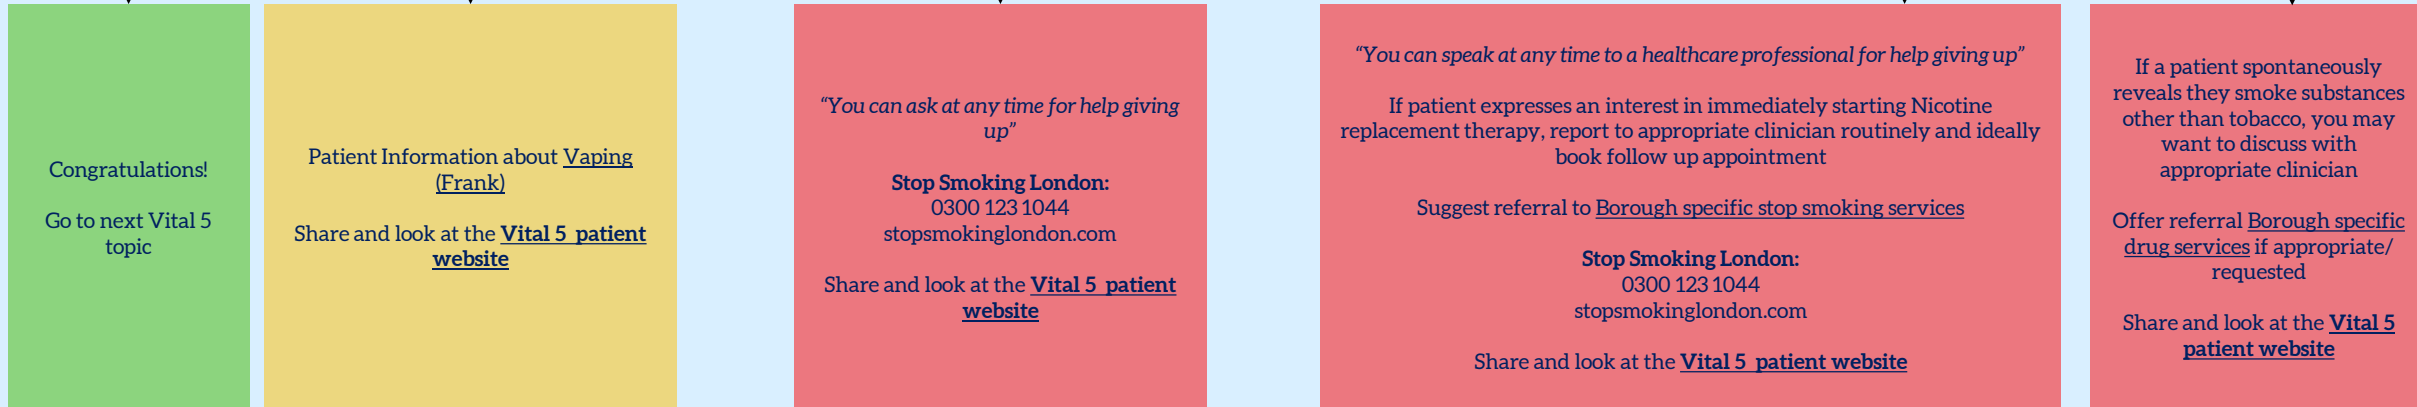 Congratulations!
Go to next Vital 5
topic
Patient Information about Vaping
(Frank)
Share and look at the Vital 5 patient
website
“You can ask at any time for help giving
up”
Stop Smoking London:
0300 123 1044
stopsmokinglondon.com
Share and look at the Vital 5 patient
website
“You can speak at any time to a healthcare professional for help giving up”
If patient expresses an interest in immediately starting Nicotine
replacement therapy, report to appropriate clinician routinely and ideally
book follow up appointment
Suggest referral to Borough specific stop smoking services
Stop Smoking London:
0300 123 1044
stopsmokinglondon.com
Share and look at the Vital 5 patient website
If a patient spontaneously
reveals they smoke substances
other than tobacco, you may
want to discuss with
appropriate clinician
Offer referral Borough specific
drug services if appropriate/
requested
Share and look at the Vital 5
patient website